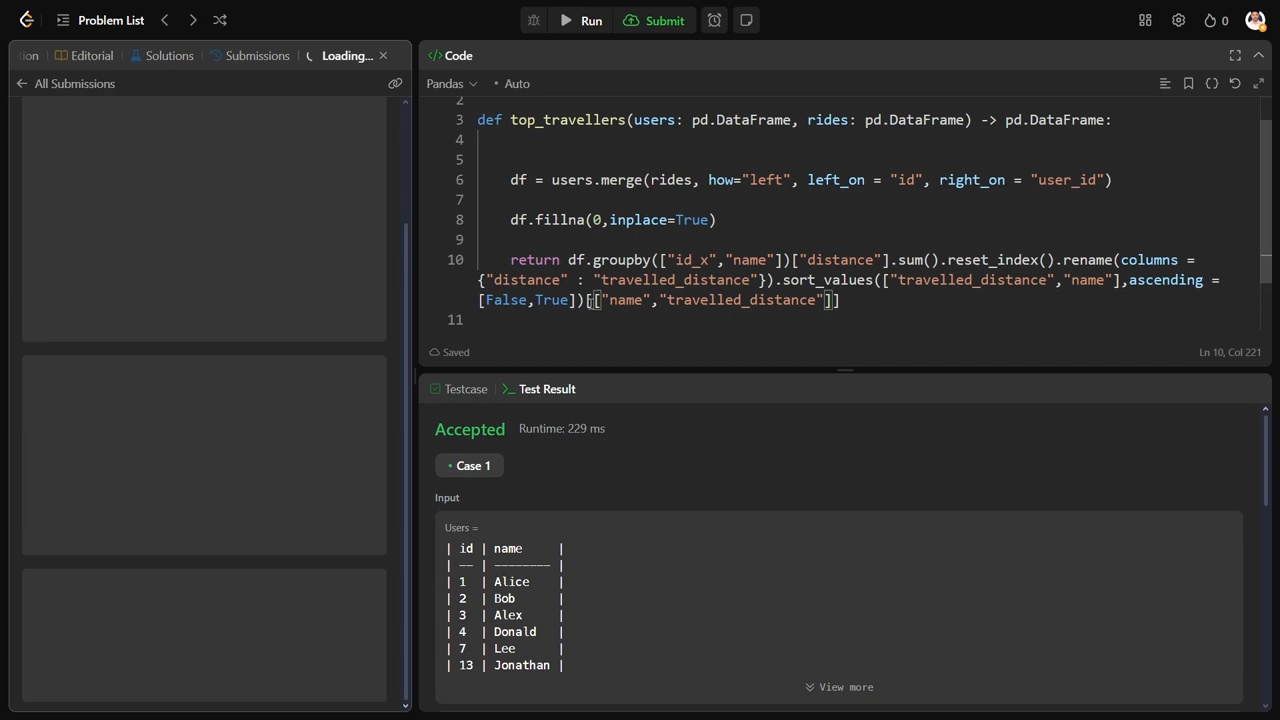 Problem List
Run
Submit
0
tion
Editorial
Solutions
Submissions
Loading...
All Submissions
</> Code
Pandas
• Auto
2
3 def top_travellers(users: pd.DataFrame, rides: pd.DataFrame) -> pd.DataFrame:
4
5
6 df = users.merge(rides, how="left", left_on = "id", right_on = "user_id")
7
8 df.fillna(0,inplace=True)
9
10 return df.groupby(["id_x","name"])["distance"].sum().reset_index().rename(columns =
{"distance" : "travelled_distance"}).sort_values(["travelled_distance","name"],ascending =
[False,True])[["name","travelled_distance"]]
11
Saved
Ln 10, Col 221
Testcase
>_ Test Result
Accepted Runtime: 229 ms
• Case 1
Input
Users =
| id | name |
| -- | -------- |
| 1 | Alice |
| 2 | Bob |
| 3 | Alex |
| 4 | Donald |
| 7 | Lee |
| 13 | Jonathan |
View more